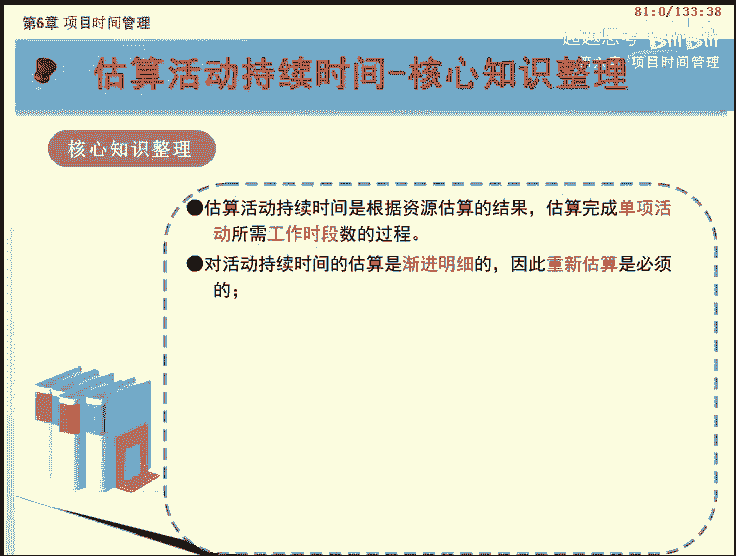 第6章 项目时间管理
81:0/133:38
项目时间管理
估算活动持续时间-核心知识整理
核心知识整理
●估算活动持续时间是根据资源估算的结果，估算完成单项活
动所需工作时段数的过程。
●对活动持续时间的估算是渐进明细的，因此重新估算是必须
的；